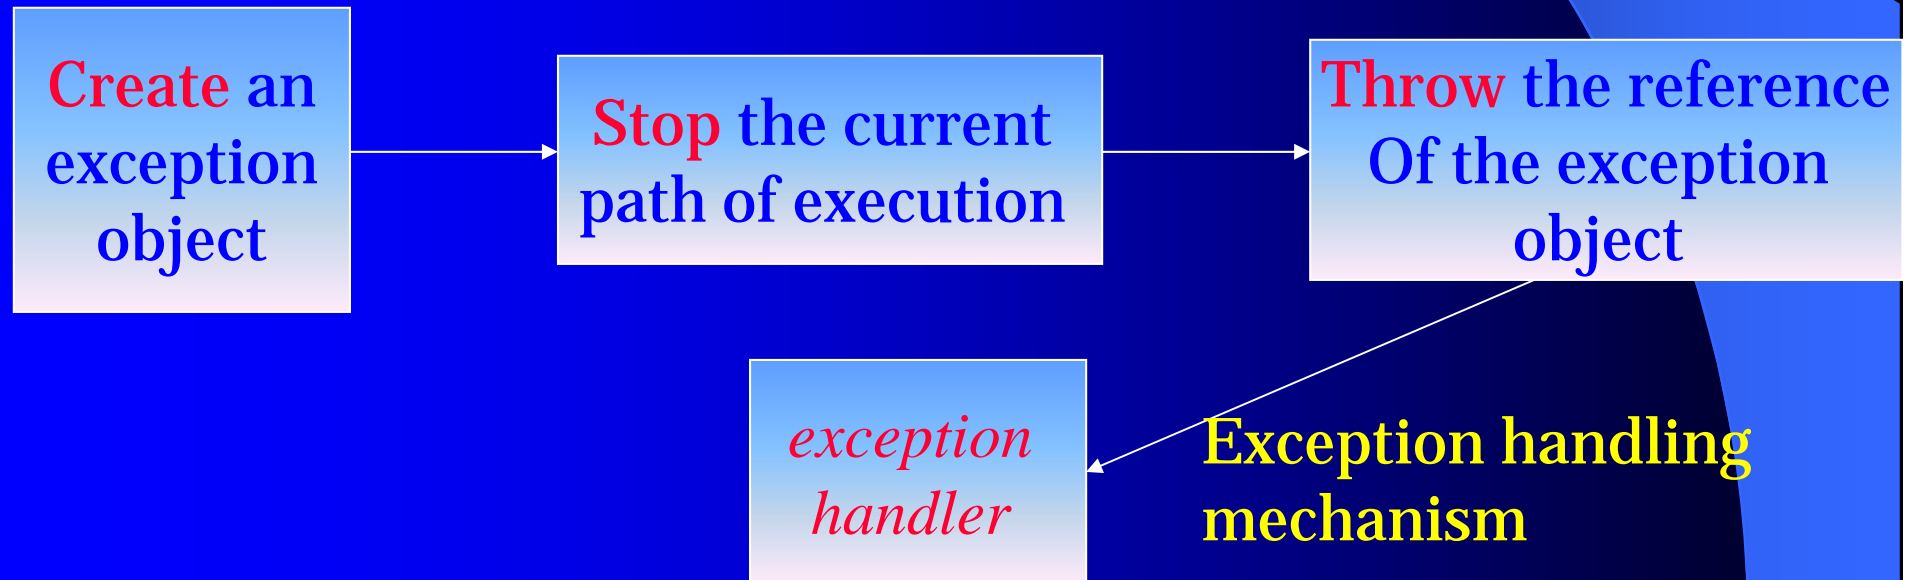 Create an
exception
object
Stop the current
path of execution
Throw the reference
Of the exception
object
exception
handler
Exception handling
mechanism